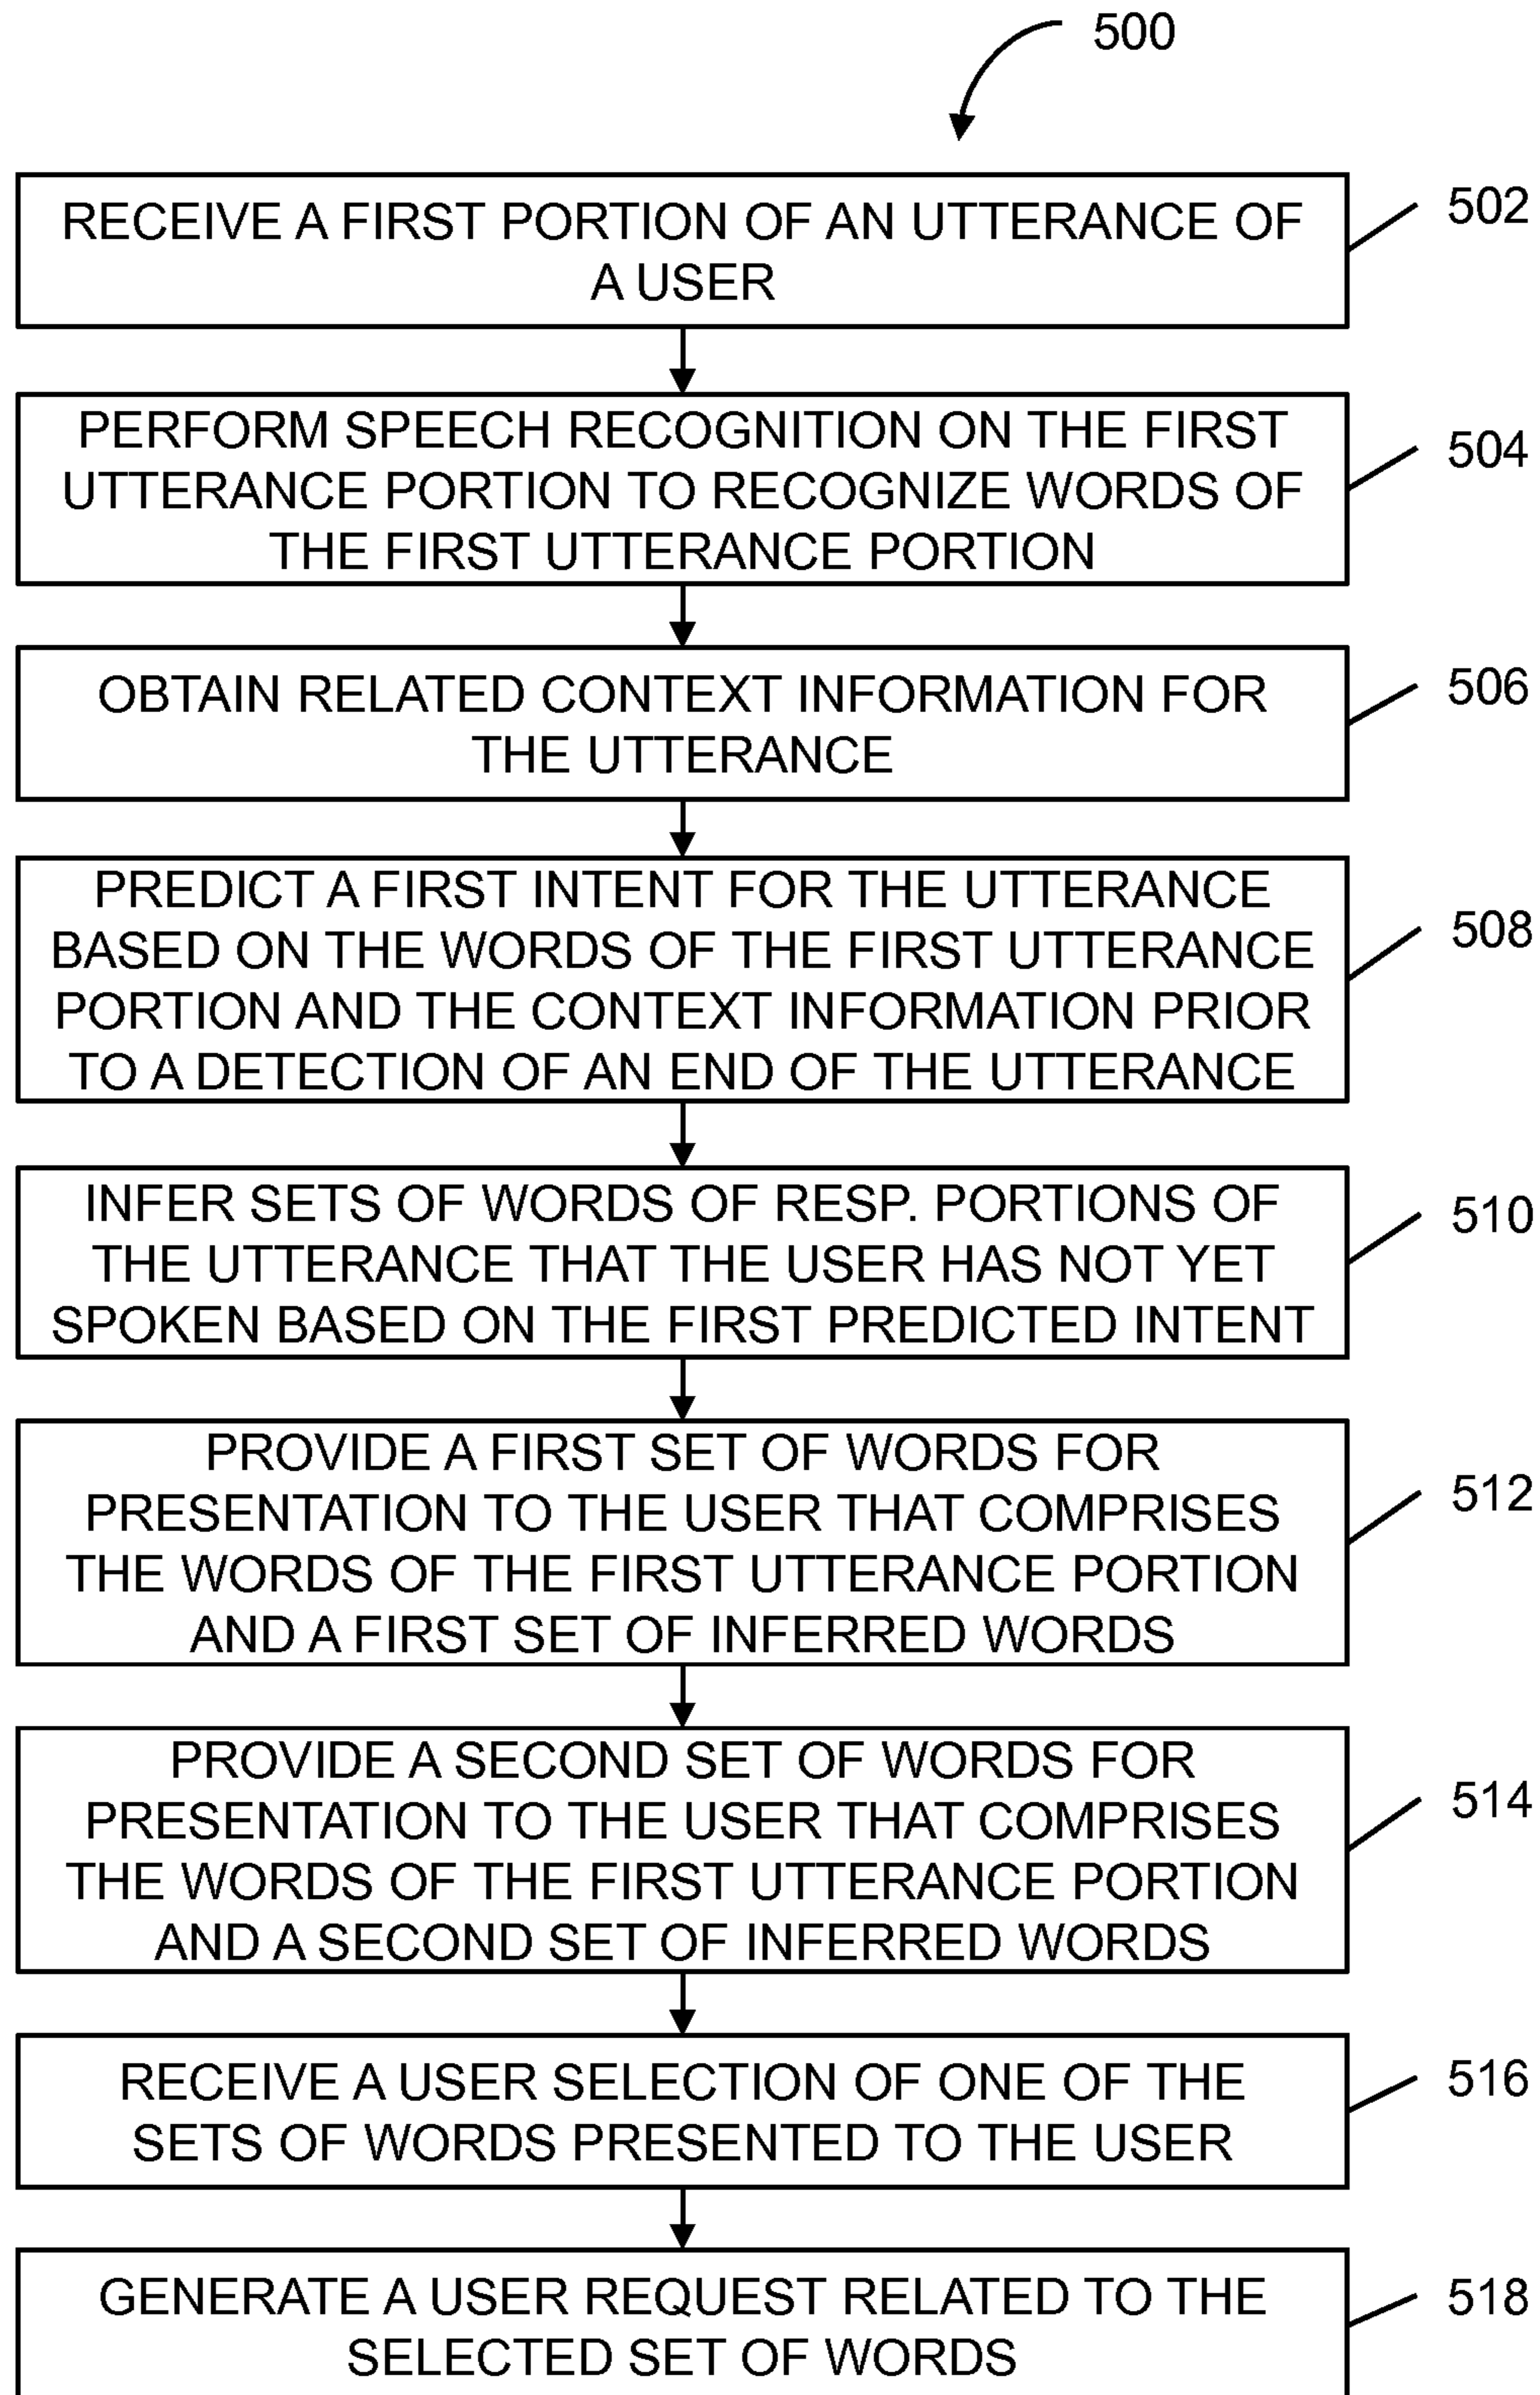 500
RECEIVE A FIRST PORTION OF AN UTTERANCE OF
A USER
502
PERFORM SPEECH RECOGNITION ON THE FIRST
UTTERANCE PORTION TO RECOGNIZE WORDS OF
THE FIRST UTTERANCE PORTION
504
OBTAIN RELATED CONTEXT INFORMATION FOR
THE UTTERANCE
506
PREDICT A FIRST INTENT FOR THE UTTERANCE
BASED ON THE WORDS OF THE FIRST UTTERANCE
PORTION AND THE CONTEXT INFORMATION PRIOR
TO A DETECTION OF AN END OF THE UTTERANCE
508
INFER SETS OF WORDS OF RESP. PORTIONS OF
THE UTTERANCE THAT THE USER HAS NOT YET
SPOKEN BASED ON THE FIRST PREDICTED INTENT
510
PROVIDE A FIRST SET OF WORDS FOR
PRESENTATION TO THE USER THAT COMPRISES
THE WORDS OF THE FIRST UTTERANCE PORTION
AND A FIRST SET OF INFERRED WORDS
512
PROVIDE A SECOND SET OF WORDS FOR
PRESENTATION TO THE USER THAT COMPRISES
THE WORDS OF THE FIRST UTTERANCE PORTION
AND A SECOND SET OF INFERRED WORDS
514
RECEIVE A USER SELECTION OF ONE OF THE
SETS OF WORDS PRESENTED TO THE USER
516
GENERATE A USER REQUEST RELATED TO THE
SELECTED SET OF WORDS
518